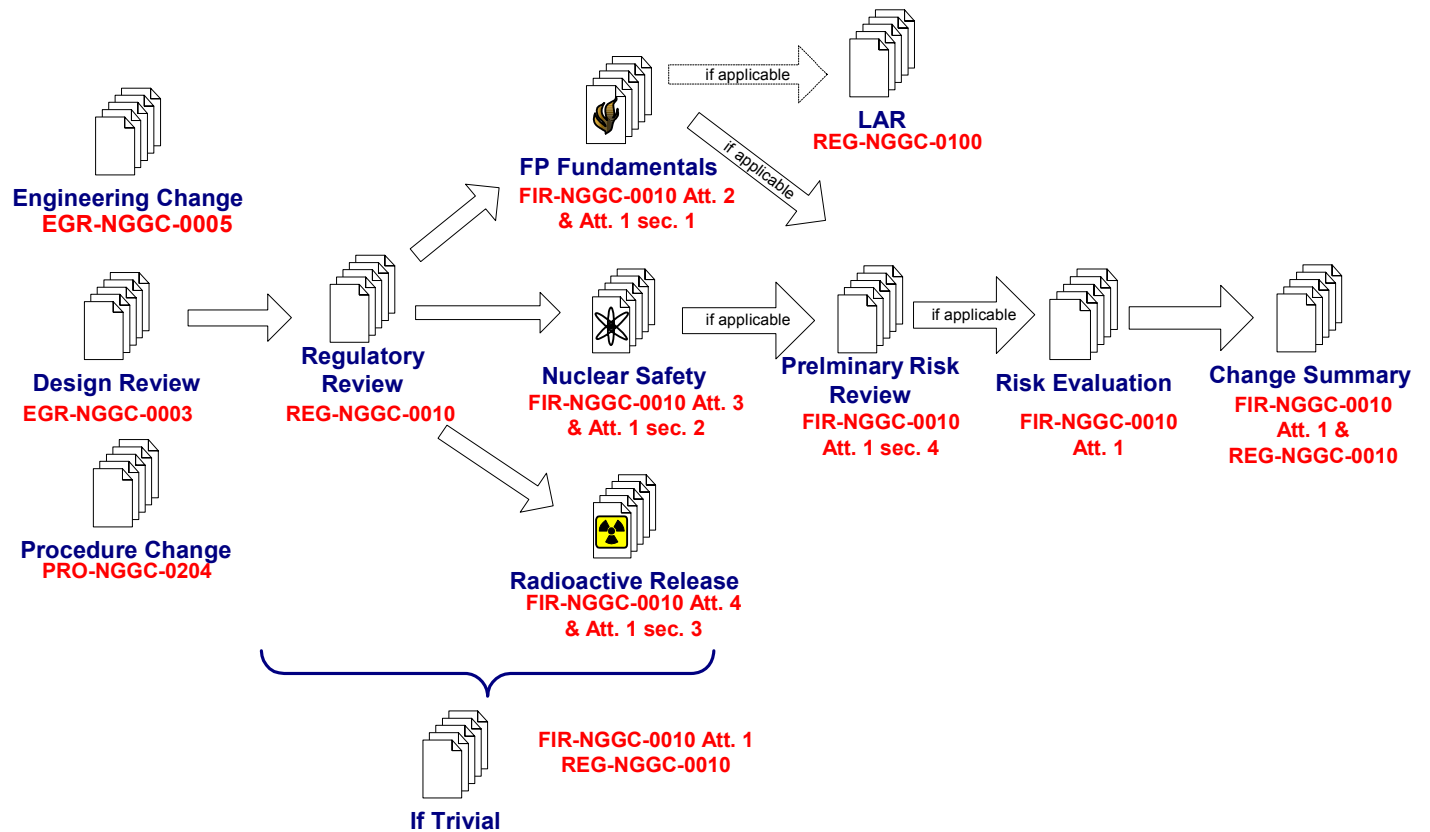 if applicable
LAR
REG-NGGC-0100
if applicable
FP Fundamentals
FIR-NGGC-0010 Att. 2
& Att. 1 sec. 1
Engineering Change
EGR-NGGC-0005
Design Review
EGR-NGGC-0003
Regulatory
Review
REG-NGGC-0010
Nuclear Safety
FIR-NGGC-0010 Att. 3
& Att. 1 sec. 2
if applicable
Prelminary Risk
Review
FIR-NGGC-0010
Att. 1 sec. 4
if applicable
Risk Evaluation
FIR-NGGC-0010
Att. 1
Change Summary
FIR-NGGC-0010
Att. 1 &
REG-NGGC-0010
Procedure Change
PRO-NGGC-0204
Radioactive Release
FIR-NGGC-0010 Att. 4
& Att. 1 sec. 3
FIR-NGGC-0010 Att. 1
REG-NGGC-0010
If Trivial